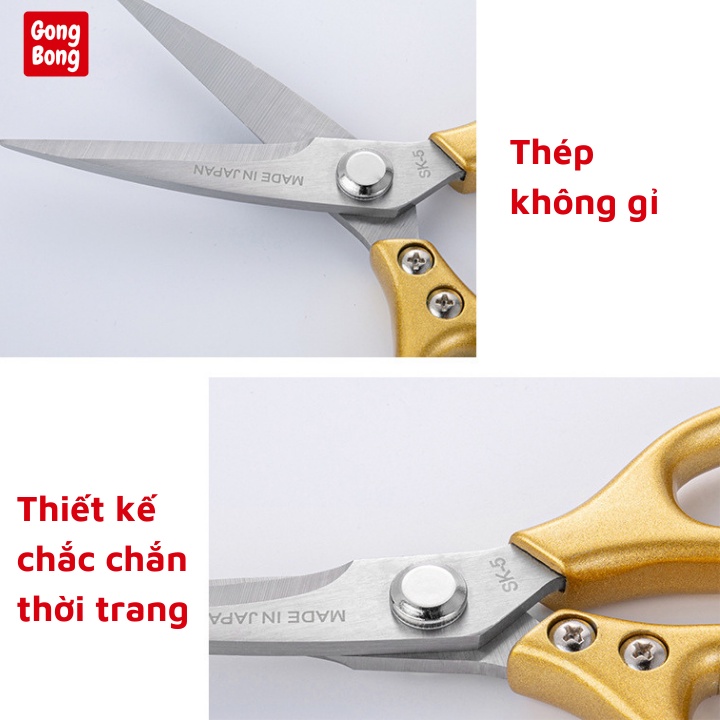 Gong
Bong
MADE IN JAPAN
SK-5
Thép
không gỉ
Thiết kế
chắc chắn
thời trang
MADE IN JAPAN
SK-5